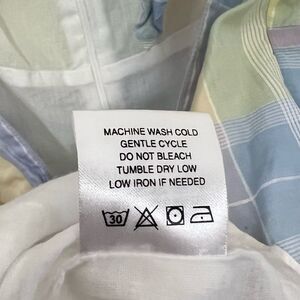 MACHINE WASH COLD
GENTLE CYCLE
DO NOT BLEACH
TUMBLE DRY LOW
LOW IRON IF NEEDED
30